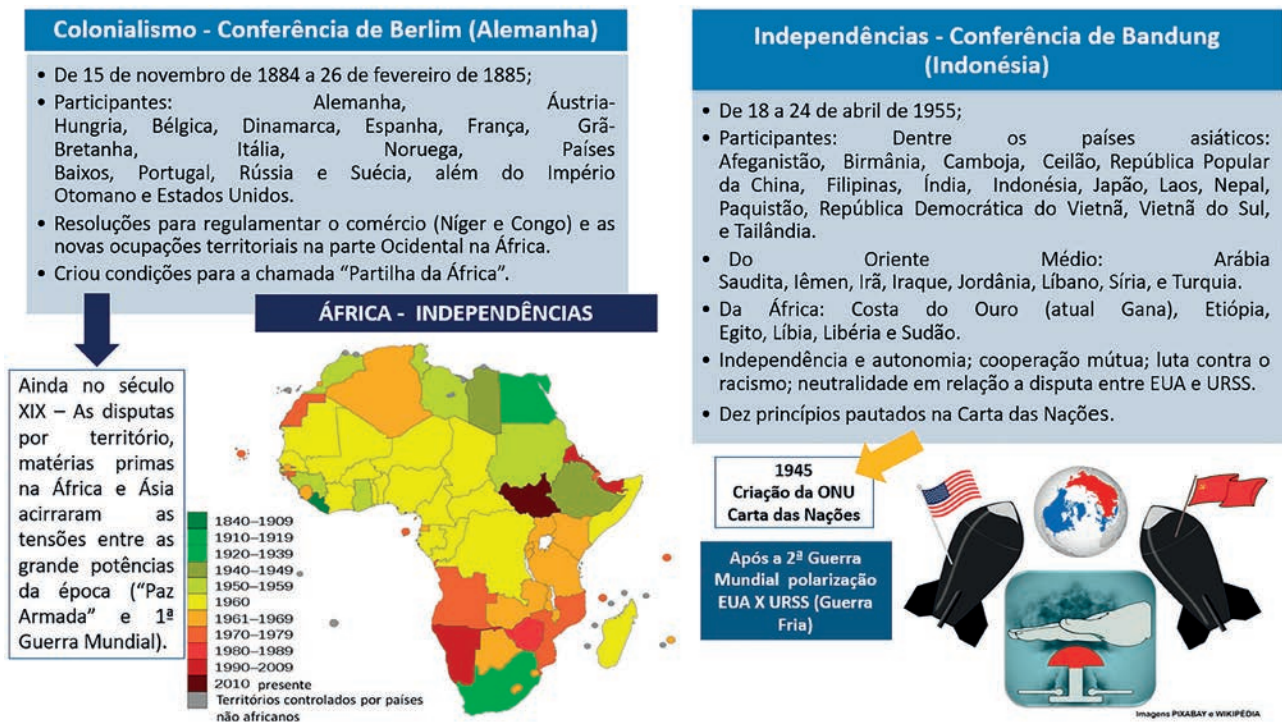 Colonialismo - Conferência de Berlim (Alemanha)
• De 15 de novembro de 1884 a 26 de fevereiro de 1885;
• Participantes: Alemanha, Áustria-
Hungria, Bélgica, Dinamarca, Espanha, França, Grã-
Bretanha, Itália, Noruega, Países
Baixos, Portugal, Rússia e Suécia, além do Império
Otomano e Estados Unidos.
• Resoluções para regulamentar o comércio (Níger e Congo) e as
novas ocupações territoriais na parte Ocidental na África.
• Criou condições para a chamada “Partilha da África”.
Ainda no século
XIX – As disputas
por território,
matérias primas
na África e Ásia
acirraram as
tensões entre as
grande potências
da época (“Paz
Armada” e 1ª
Guerra Mundial).
ÁFRICA - INDEPENDÊNCIAS
1840–1909
1910–1919
1920–1939
1940–1949
1950–1959
1960
1961–1969
1970–1979
1980–1989
1990–2009
2010 presente
Territórios controlados por países
não africanos
Independências - Conferência de Bandung
(Indonésia)
• De 18 a 24 de abril de 1955;
• Participantes: Dentre os países asiáticos:
Afeganistão, Birmânia, Camboja, Ceilão, República Popular
da China, Filipinas, Índia, Indonésia, Japão, Laos, Nepal,
Paquistão, República Democrática do Vietnã, Vietnã do Sul,
e Tailândia.
• Do Oriente Médio: Arábia
Saudita, Iêmen, Irã, Iraque, Jordânia, Líbano, Síria, e Turquia.
• Da África: Costa do Ouro (atual Gana), Etiópia,
Egito, Líbia, Libéria e Sudão.
• Independência e autonomia; cooperação mútua; luta contra o
racismo; neutralidade em relação a disputa entre EUA e URSS.
• Dez princípios pautados na Carta das Nações.
1945
Criação da ONU
Carta das Nações
Após a 2ª Guerra
Mundial polarização
EUA X URSS (Guerra
Fria)
Imagens PIXABAY e WIKIPÉDIA